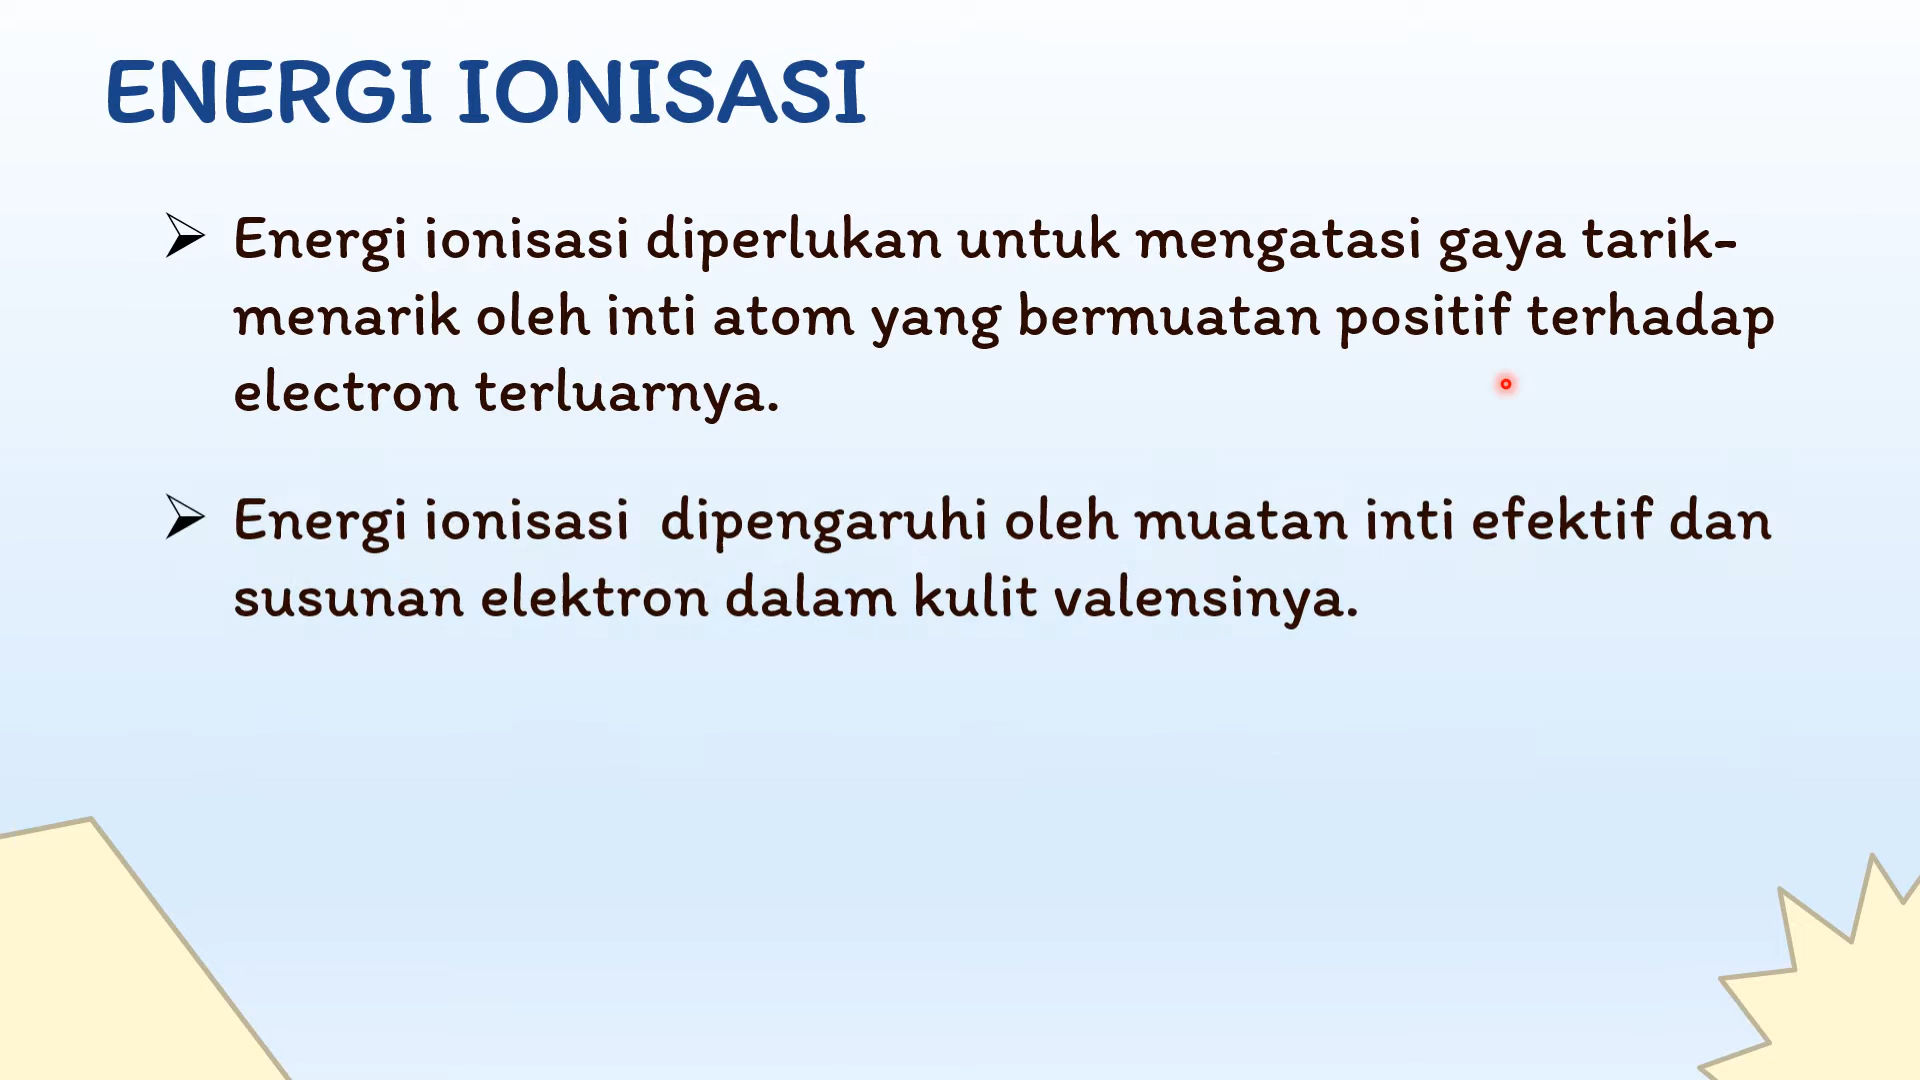 ENERGI IONISASI
Energi ionisasi diperlukan untuk mengatasi gaya tarik-
menarik oleh inti atom yang bermuatan positif terhadap
electron terluarnya.
Energi ionisasi  dipengaruhi oleh muatan inti efektif dan
susunan elektron dalam kulit valensinya.